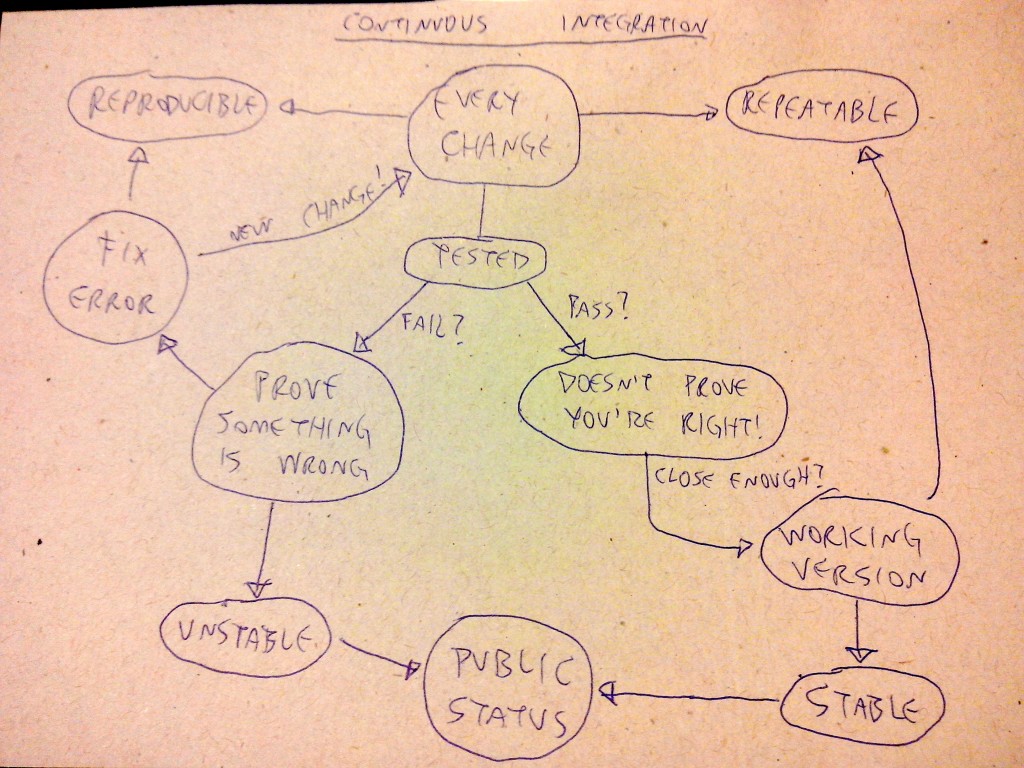 CONTINUOUS INTEGRATION
REPRODUCIBLE
EVERY
CHANGE
REPEATABLE
NEW CHANGE!
FIX
ERROR
TESTED
FAIL?
PASS?
PROVE
SOMETHING
IS WRONG
DOESN'T PROVE
YOU'RE RIGHT!
CLOSE ENOUGH?
WORKING
VERSION
UNSTABLE
PUBLIC
STATUS
STABLE